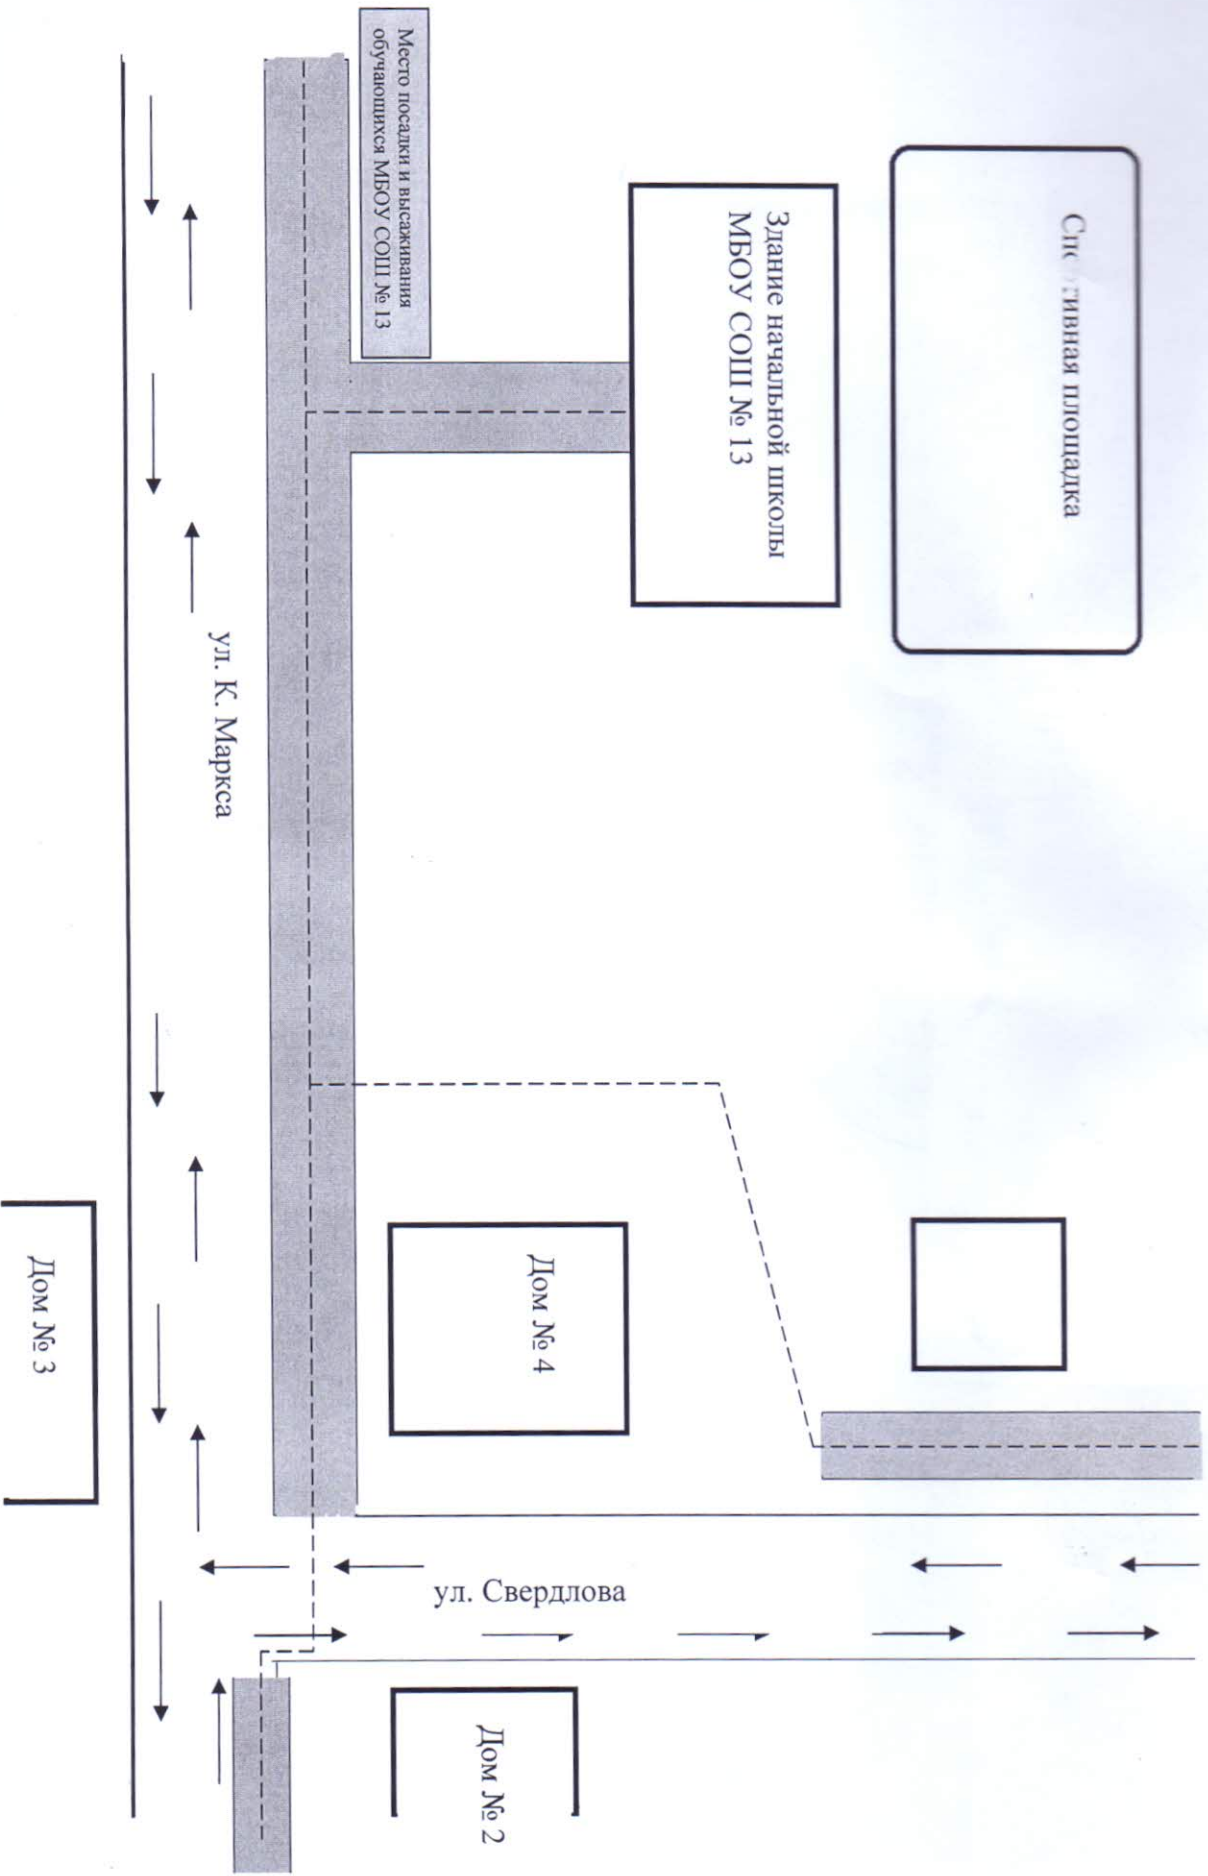 Спортивная площадка
Здание начальной школы
МБОУ СОШ № 13
Место посадки и высаживания
обучающихся МБОУ СОШ № 13
ул. К. Маркса
Дом № 4
Дом № 3
ул. Свердлова
Дом № 2